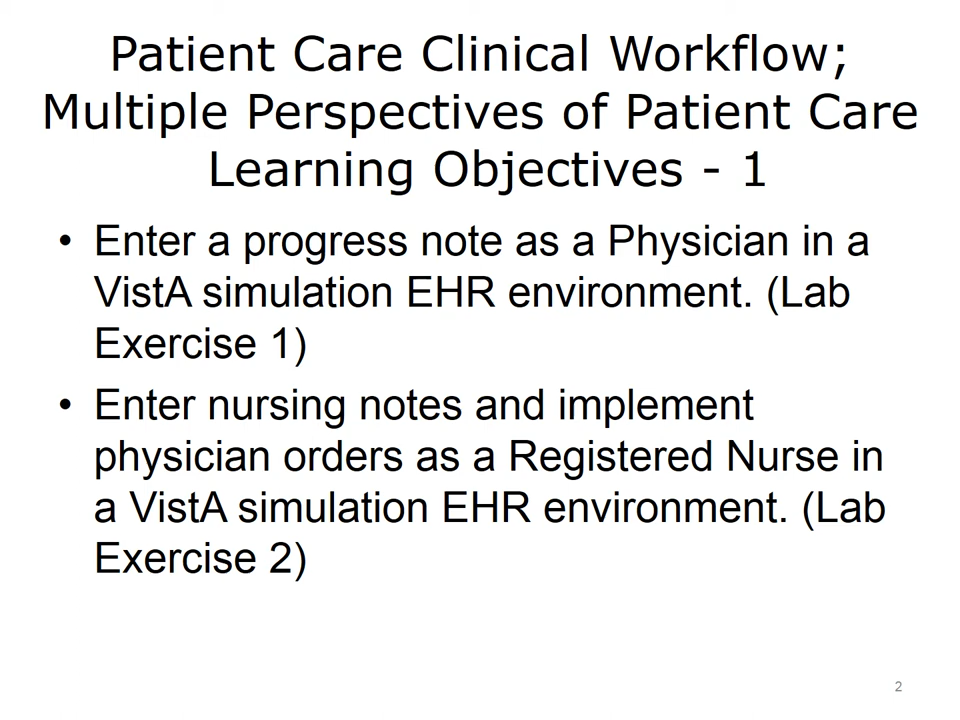 Patient Care Clinical Workflow;
Multiple Perspectives of Patient Care
Learning Objectives - 1
• Enter a progress note as a Physician in a
VistA simulation EHR environment. (Lab
Exercise 1)
• Enter nursing notes and implement
physician orders as a Registered Nurse in
a VistA simulation EHR environment. (Lab
Exercise 2)
2